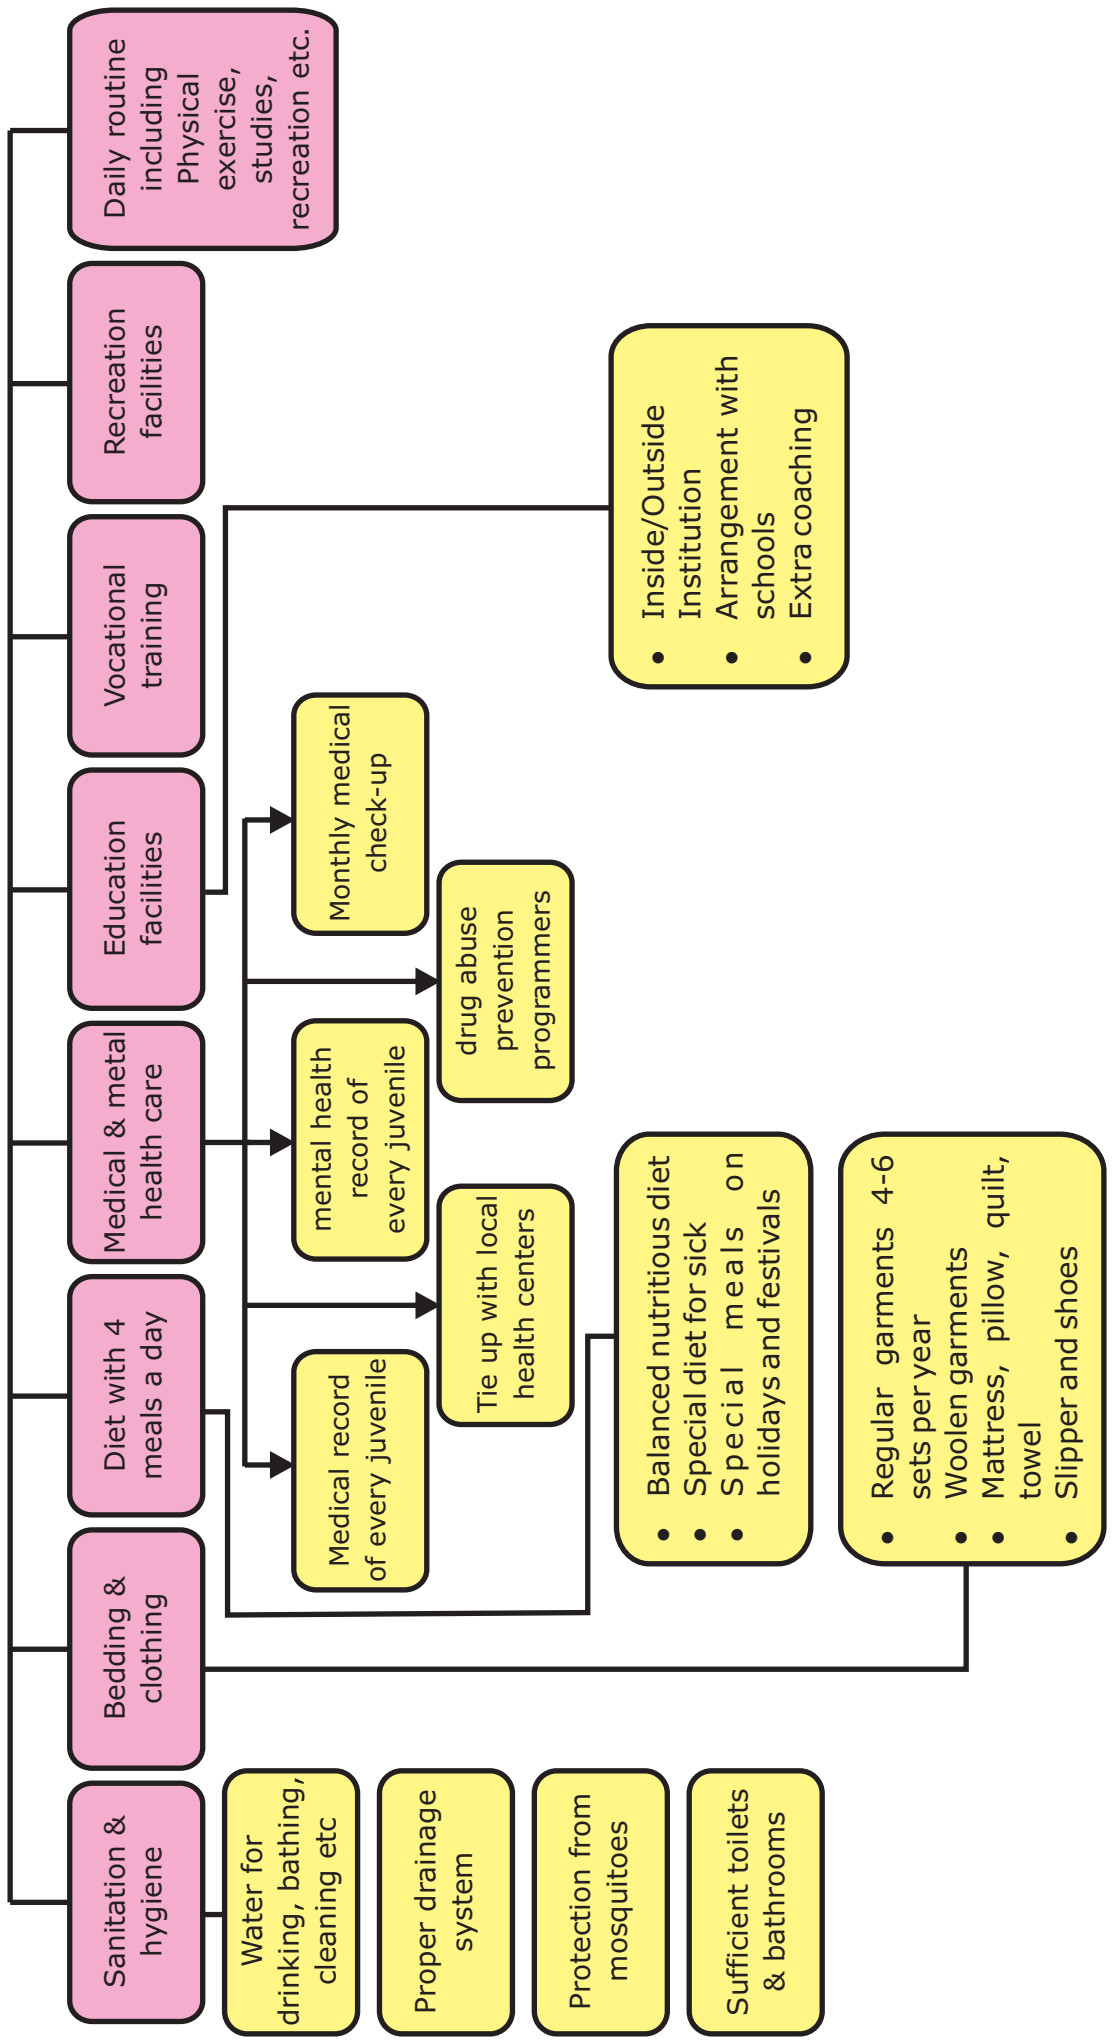 Sanitation &
hygiene
Bedding &
clothing
Diet with 4
meals a day
Medical & metal
health care
Education
facilities
Vocational
training
Recreation
facilities
Daily routine
including
Physical
exercise,
studies,
recreation etc.
Water for
drinking, bathing,
cleaning etc
Proper drainage
system
Protection from
mosquitoes
Sufficient toilets
& bathrooms
Medical record
of every juvenile
mental health
record of
every juvenile
Monthly medical
check-up
Tie up with local
health centers
drug abuse
prevention
programmers
• Balanced nutritious diet
• Special diet for sick
• Special meals on
holidays and festivals
• Inside/Outside
Institution
• Arrangement with
schools
• Extra coaching
• Regular garments 4-6
sets per year
• Woolen garments
• Mattress, pillow, quilt,
towel
• Slipper and shoes